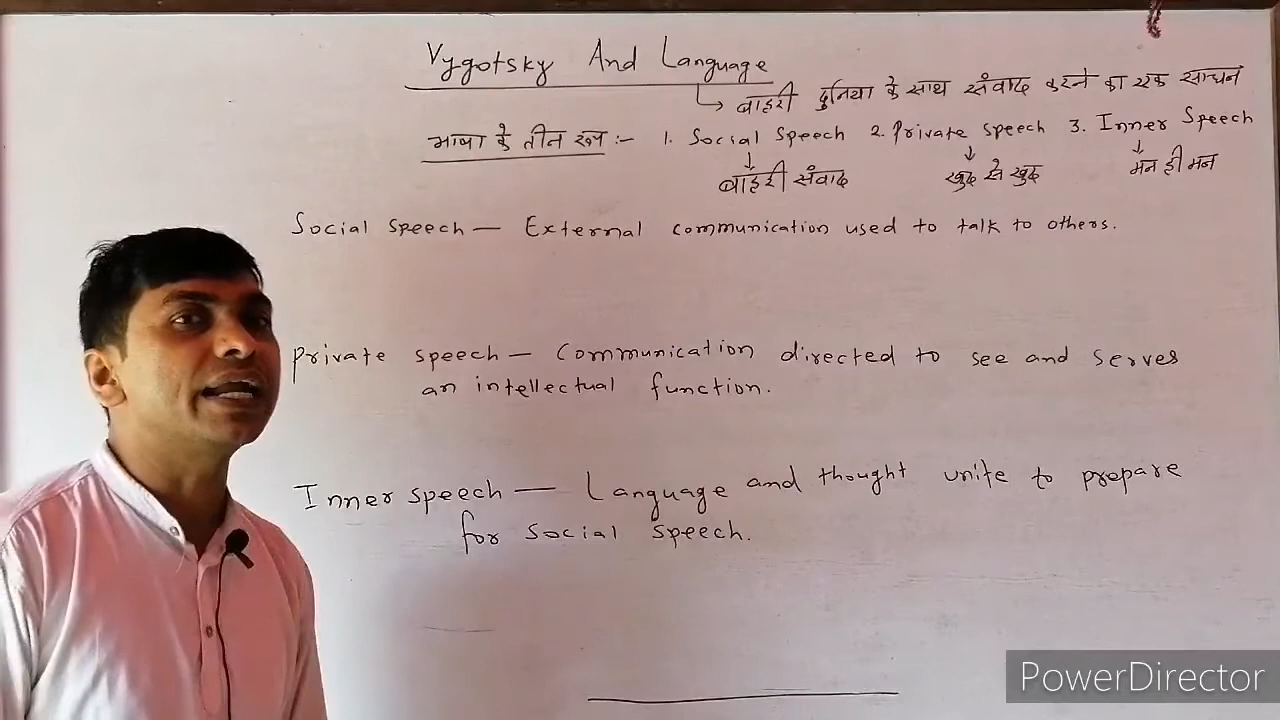 Vygotsky And Language
बाहरी दुनिया के साथ संवाद करने का एक साधन
भाषा के तीन रूप :- 1. Social Speech 2. Private speech 3. Inner Speech
बाहरी संवाद खुद से खुद मन ही मन
Social speech — External communication used to talk to others.
Private speech — Communication directed to see and serves
an intellectual function.
Inner speech — Language and thought unite to prepare
for social speech.
PowerDirector